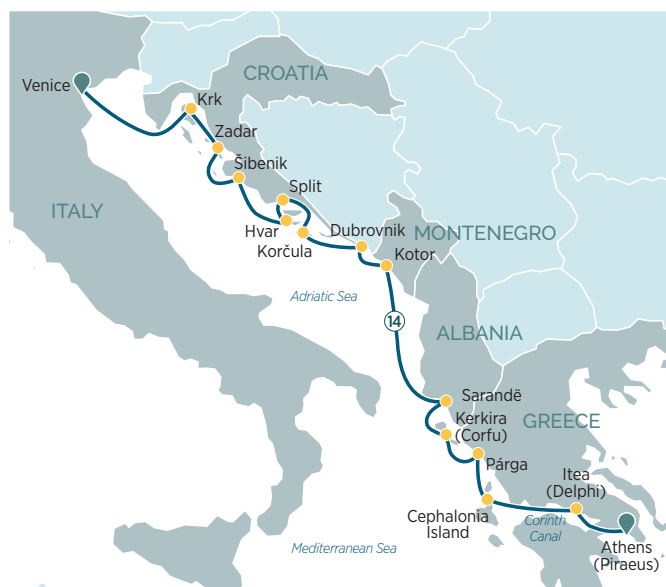 CROATIA
Venice
Krk
Zadar
Šibenik
Split
ITALY
Hvar
Korčula
Dubrovnik
MONTENEGRO
Kotor
Adriatic Sea
14
ALBANIA
Sarandë
Kerkira
(Corfu)
GREECE
Párga
Itea
(Delphi)
Cephalonia
Island
Corinth
Canal
Mediterranean Sea
Athens
(Piraeus)